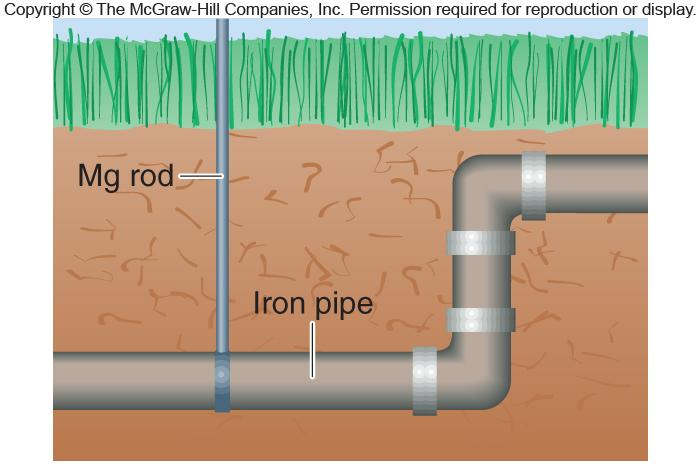 Copyright © The McGraw-Hill Companies, Inc. Permission required for reproduction or display.
Mg rod
Iron pipe